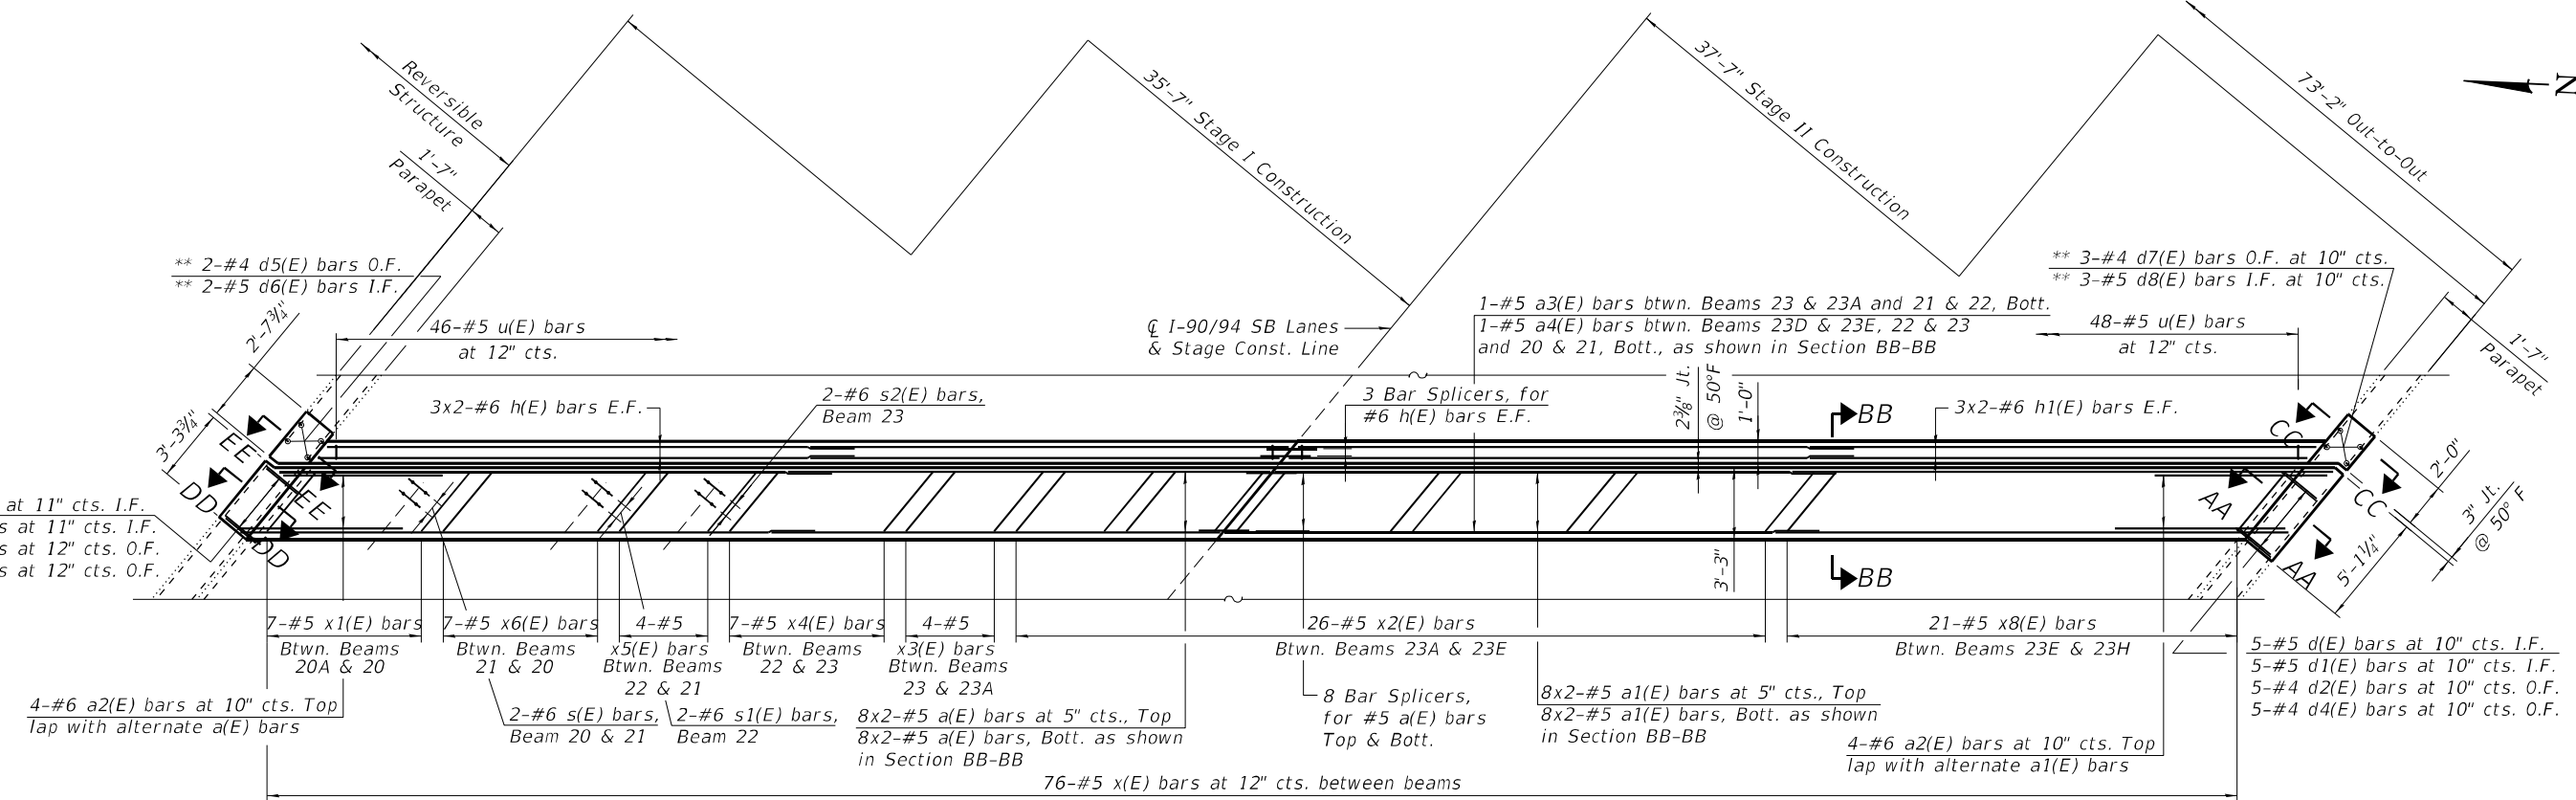 Reversible
Structure
1'-7"
Parapet
35'-7" Stage I Construction
37'-7" Stage II Construction
73'-2" Out-to-Out
N
** 2-#4 d5(E) bars O.F.
** 2-#5 d6(E) bars I.F.
2'-7¾"
3'-3¾"
46-#5 u(E) bars
at 12" cts.
3x2-#6 h(E) bars E.F.
2-#6 s2(E) bars,
Beam 23
℄ I-90/94 SB Lanes
& Stage Const. Line
3 Bar Splicers, for
#6 h(E) bars E.F.
1-#5 a3(E) bars btwn. Beams 23 & 23A and 21 & 22, Bott.
1-#5 a4(E) bars btwn. Beams 23D & 23E, 22 & 23
and 20 & 21, Bott., as shown in Section BB-BB
2⅜" Jt.
@ 50°F
1'-0"
3'-3"
BB
BB
3x2-#6 h1(E) bars E.F.
** 3-#4 d7(E) bars O.F. at 10" cts.
** 3-#5 d8(E) bars I.F. at 10" cts.
48-#5 u(E) bars
at 12" cts.
1'-7"
Parapet
2'-0"
3" Jt.
@ 50° F
5'-1¼"
CC
CC
AA
AA
EE
EE
DD
DD
at 11" cts. I.F.
s at 11" cts. I.F.
s at 12" cts. O.F.
s at 12" cts. O.F.
7-#5 x1(E) bars
Btwn. Beams
20A & 20
7-#5 x6(E) bars
Btwn. Beams
21 & 20
4-#5
x5(E) bars
Btwn. Beams
22 & 21
7-#5 x4(E) bars
Btwn. Beams
22 & 23
4-#5
x3(E) bars
Btwn. Beams
23 & 23A
26-#5 x2(E) bars
Btwn. Beams 23A & 23E
21-#5 x8(E) bars
Btwn. Beams 23E & 23H
5-#5 d(E) bars at 10" cts. I.F.
5-#5 d1(E) bars at 10" cts. I.F.
5-#4 d2(E) bars at 10" cts. O.F.
5-#4 d4(E) bars at 10" cts. O.F.
4-#6 a2(E) bars at 10" cts. Top
lap with alternate a(E) bars
2-#6 s(E) bars,
Beam 20 & 21
2-#6 s1(E) bars,
Beam 22
8x2-#5 a(E) bars at 5" cts., Top
8x2-#5 a(E) bars, Bott. as shown
in Section BB-BB
8 Bar Splicers,
for #5 a(E) bars
Top & Bott.
8x2-#5 a1(E) bars at 5" cts., Top
8x2-#5 a1(E) bars, Bott. as shown
in Section BB-BB
4-#6 a2(E) bars at 10" cts. Top
lap with alternate a1(E) bars
76-#5 x(E) bars at 12" cts. between beams